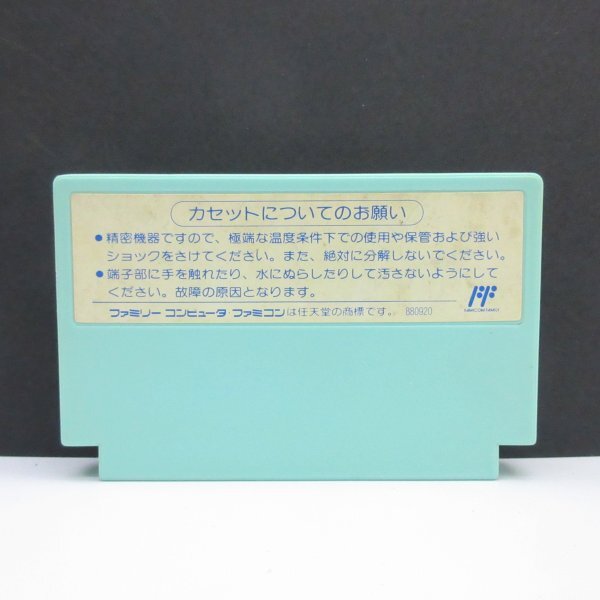 カセットについてのお願い
●精密機器ですので、極端な温度条件下での使用や保管および強い
ショックをさけてください。また、絶対に分解しないでください。
●端子部に手を触れたり、水にぬらしたりして汚さないようにして
ください。故障の原因となります。
ファミリーコンピュータ・ファミコンは任天堂の商標です。 880920
FF
FAMICOM FAMILY